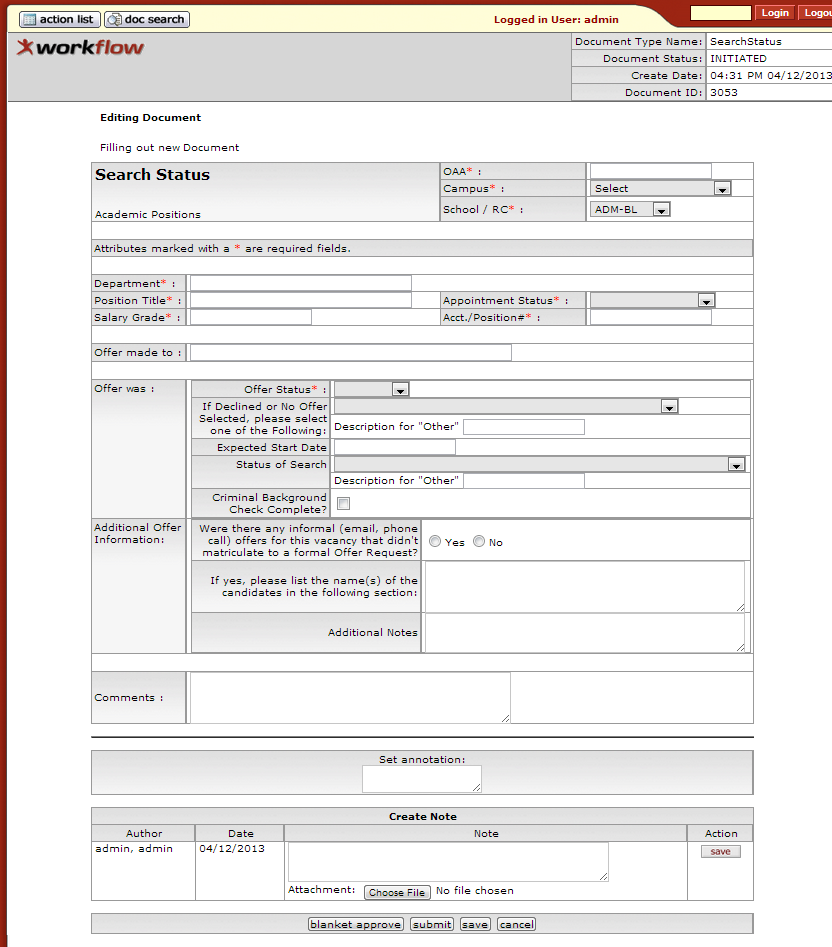 action list doc search
Logged in User: admin
Login
Logou
workflow
Document Type Name: SearchStatus
Document Status: INITIATED
Create Date: 04:31 PM 04/12/2013
Document ID: 3053
Editing Document
Filling out new Document
Search Status
Academic Positions
OAA* :
Campus* : Select
School / RC* : ADM-BL
Attributes marked with a * are required fields.
Department* :
Position Title* : Appointment Status* :
Salary Grade* : Acct./Position#* :
Offer made to :
Offer was : Offer Status* :
If Declined or No Offer
Selected, please select
one of the Following:
Description for "Other"
Expected Start Date
Status of Search
Description for "Other"
Criminal Background
Check Complete?
Additional Offer
Information:
Were there any informal (email, phone
call) offers for this vacancy that didn't
matriculate to a formal Offer Request?
Yes No
If yes, please list the name(s) of the
candidates in the following section:
Additional Notes
Comments :
Set annotation:
Create Note
Author Date Note Action
admin, admin 04/12/2013 save
Attachment: Choose File No file chosen
blanket approve submit save cancel